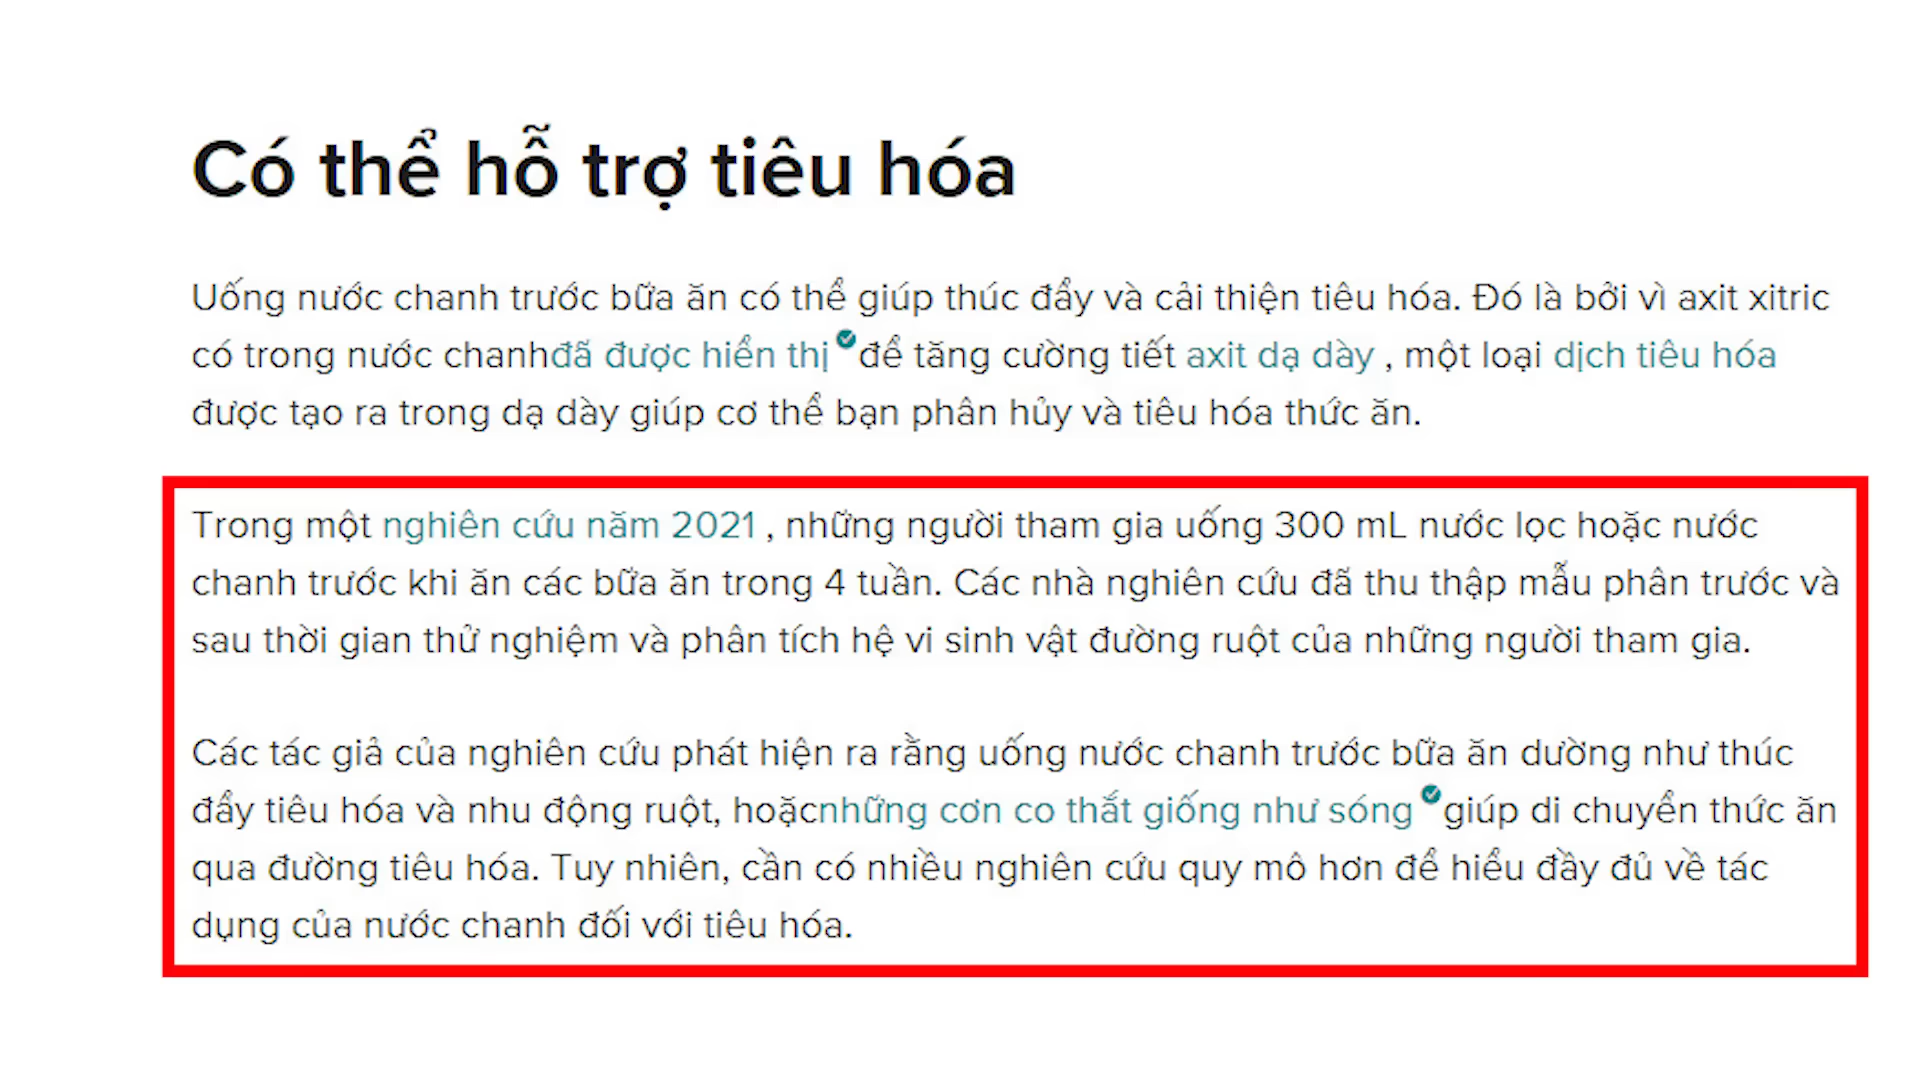 Có thể hỗ trợ tiêu hóa
Uống nước chanh trước bữa ăn có thể giúp thúc đẩy và cải thiện tiêu hóa. Đó là bởi vì axit xitric
có trong nước chanhđã được hiển thị để tăng cường tiết axit dạ dày , một loại dịch tiêu hóa
được tạo ra trong dạ dày giúp cơ thể bạn phân hủy và tiêu hóa thức ăn.
Trong một nghiên cứu năm 2021 , những người tham gia uống 300 mL nước lọc hoặc nước
chanh trước khi ăn các bữa ăn trong 4 tuần. Các nhà nghiên cứu đã thu thập mẫu phân trước và
sau thời gian thử nghiệm và phân tích hệ vi sinh vật đường ruột của những người tham gia.
Các tác giả của nghiên cứu phát hiện ra rằng uống nước chanh trước bữa ăn dường như thúc
đẩy tiêu hóa và nhu động ruột, hoặcnhững cơn co thắt giống như sóng giúp di chuyển thức ăn
qua đường tiêu hóa. Tuy nhiên, cần có nhiều nghiên cứu quy mô hơn để hiểu đầy đủ về tác
dụng của nước chanh đối với tiêu hóa.